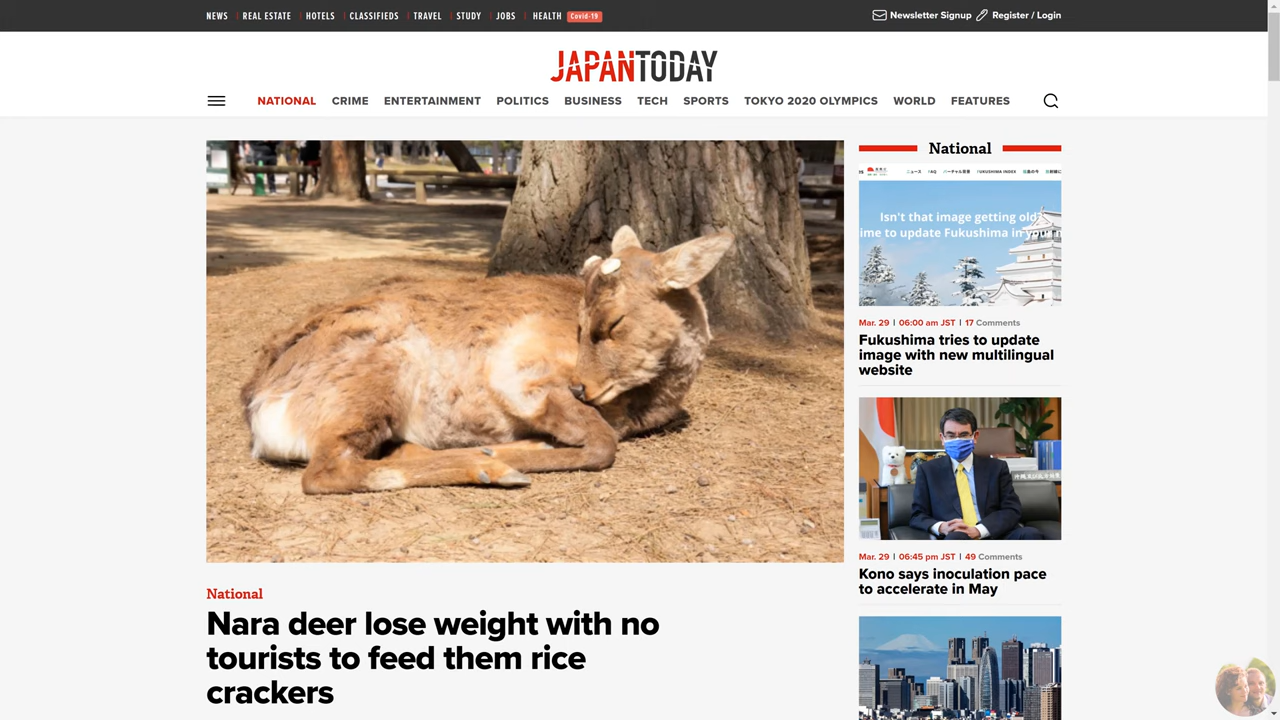 NEWS REAL ESTATE HOTELS CLASSIFIEDS TRAVEL STUDY JOBS HEALTH Covid-19 Newsletter Signup Register / Login
JAPANTODAY
NATIONAL CRIME ENTERTAINMENT POLITICS BUSINESS TECH SPORTS TOKYO 2020 OLYMPICS WORLD FEATURES
National
Nara deer lose weight with no
tourists to feed them rice
crackers
National
Isn't that image getting old
ime to update Fukushima in your
Mar. 29 | 06:00 am JST | 17 Comments
Fukushima tries to update
image with new multilingual
website
Mar. 29 | 06:45 pm JST | 49 Comments
Kono says inoculation pace
to accelerate in May